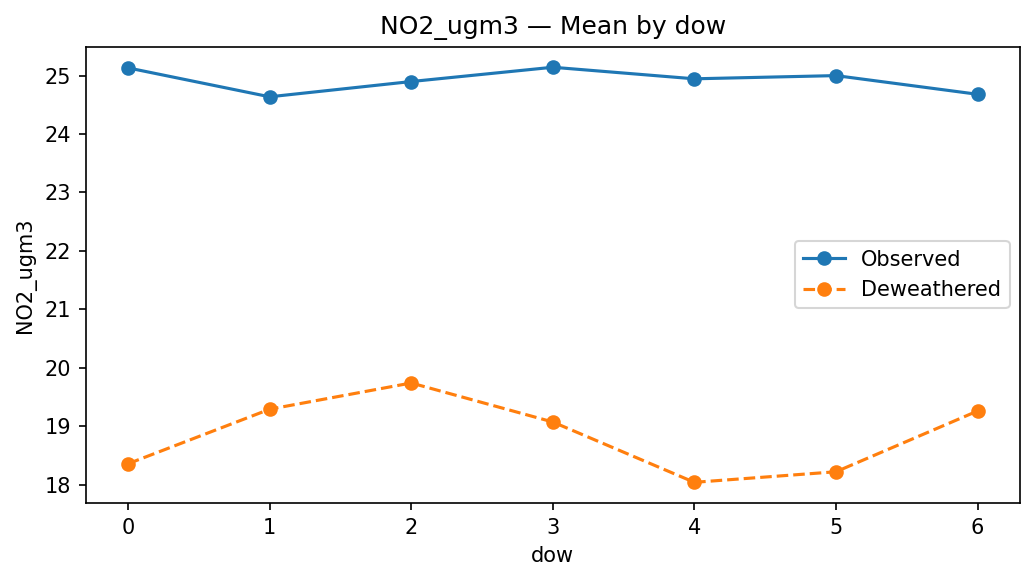 NO2_ugm3 — Mean by dow
NO2_ugm3
25
24
23
22
21
20
19
18
Observed
Deweathered
0 1 2 3 4 5 6
dow